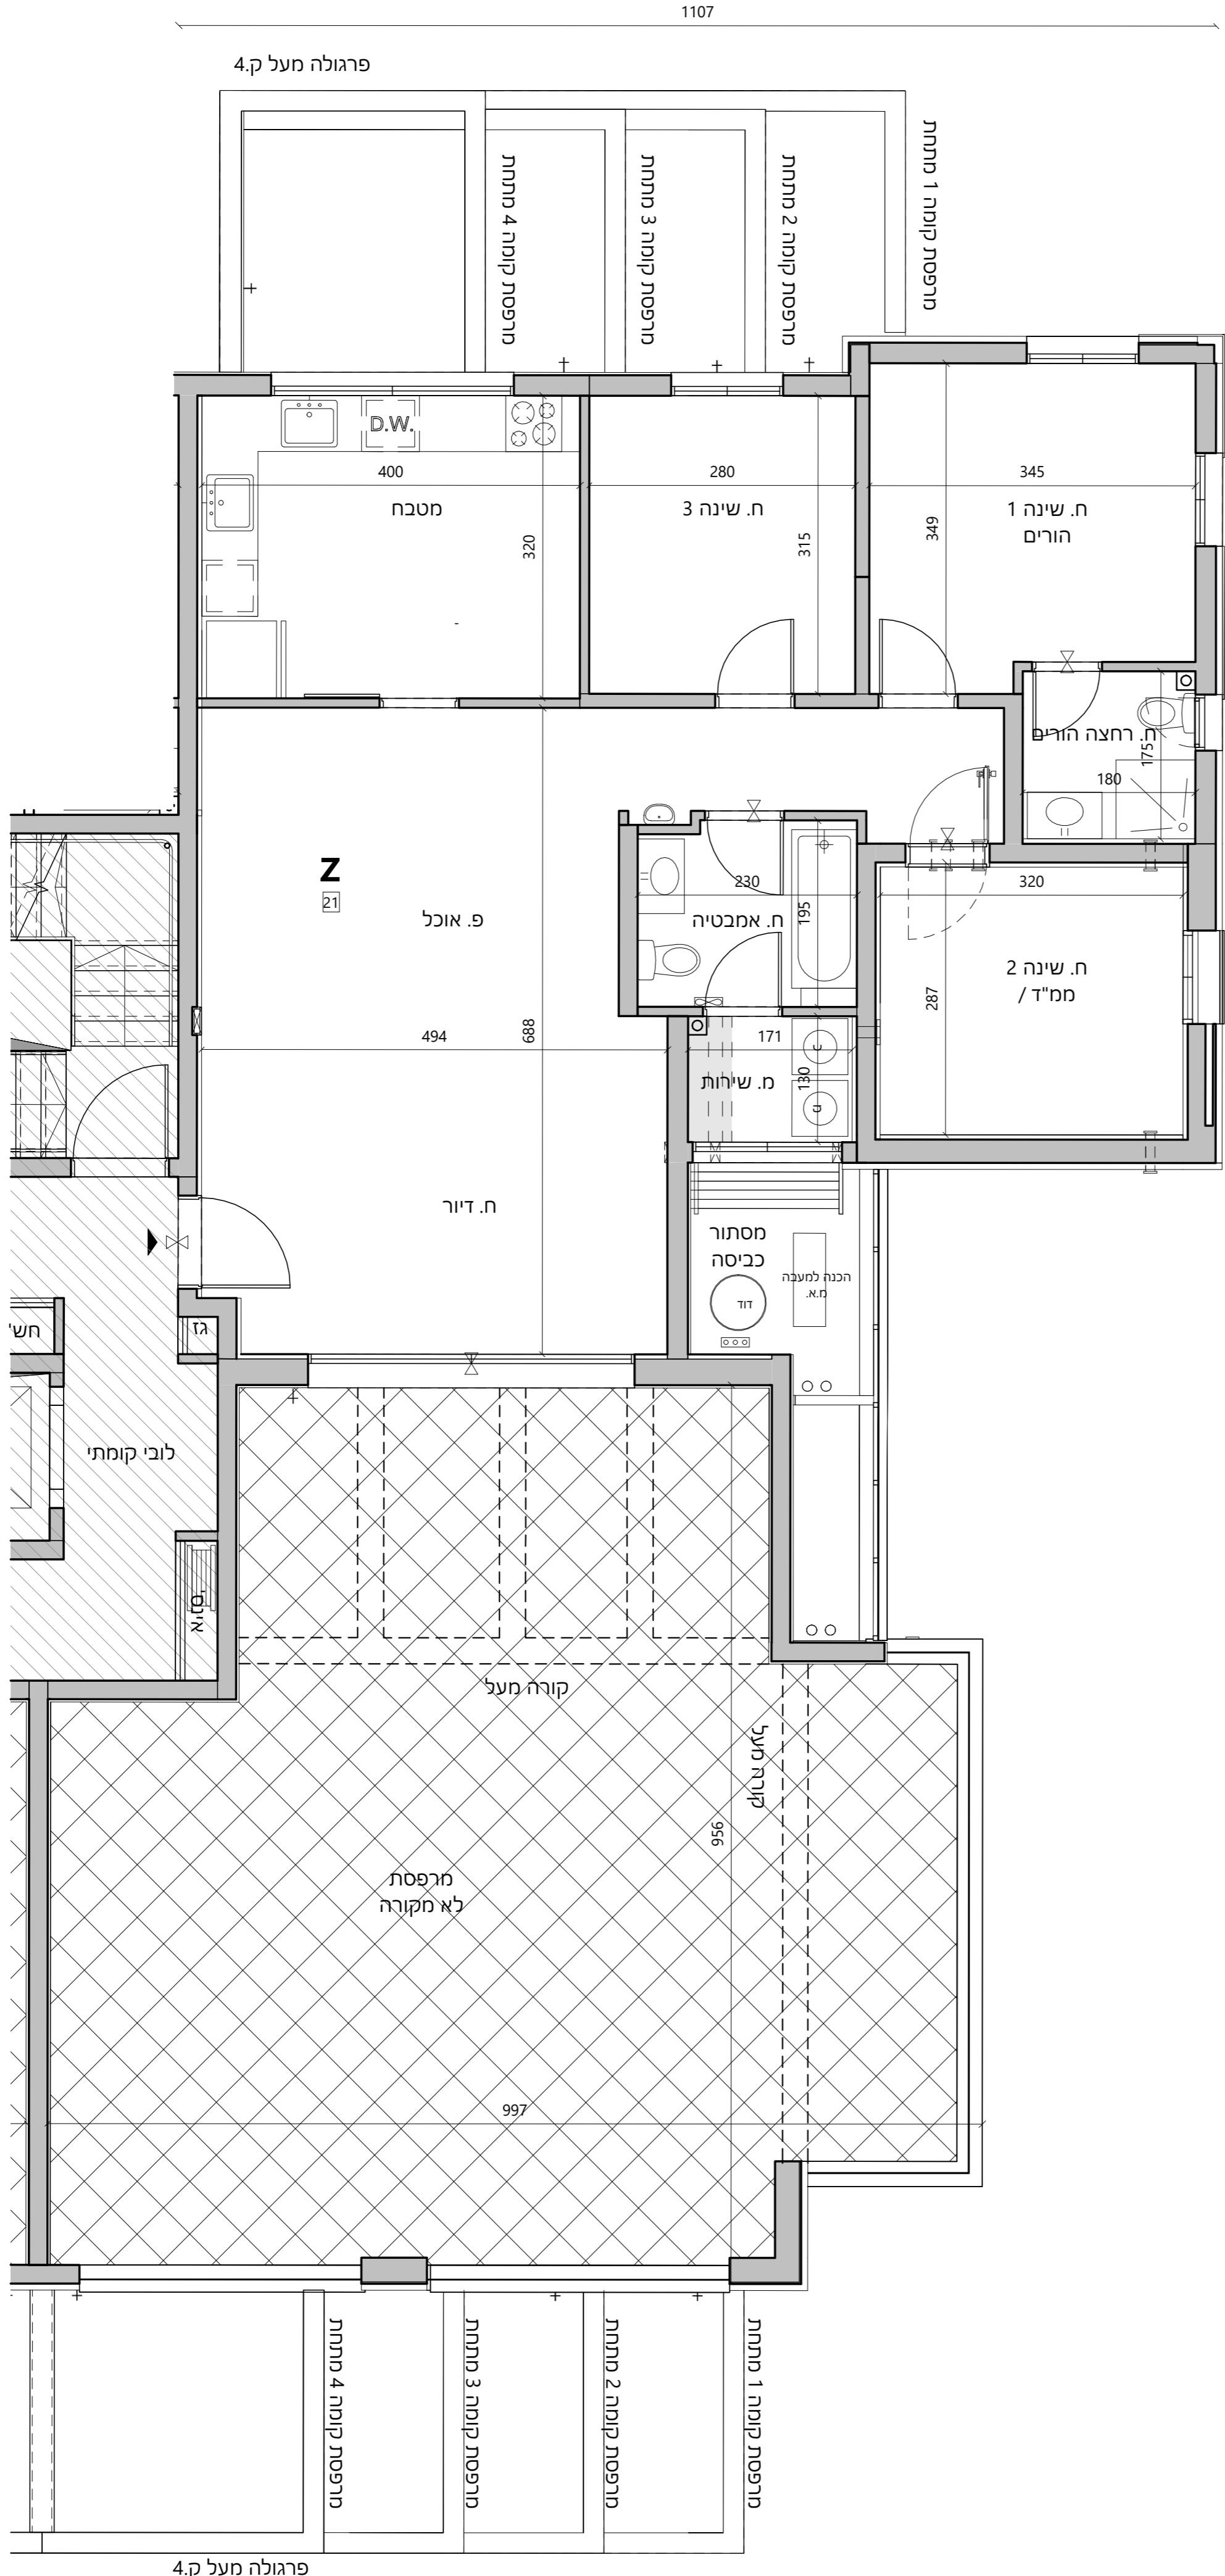 1107
פרגולה מעל ק.4
מרפסת קומה 4 מתחת
מרפסת קומה 3 מתחת
מרפסת קומה 2 מתחת
מרפסת קומה 1 מתחת
D.W.
400
מטבח
320
280
ח. שינה 3
315
345
ח. שינה 1
הורים
349
ח. רחצה הורים
175
180
Z
21
פ. אוכל
230
ח. אמבטיה
195
320
ח. שינה 2
/ ממ"ד
287
494
688
171
מ. שירות
130
ח. דיור
מסתור
כביסה
הכנה למעבה
מ.א.
דוד
גז
חש'
לובי קומתי
קורה מעל
קורה מעל
956
מרפסת
לא מקורה
997
מרפסת קומה 4 מתחת
מרפסת קומה 3 מתחת
מרפסת קומה 2 מתחת
מרפסת קומה 1 מתחת
פרגולה מעל ק.4